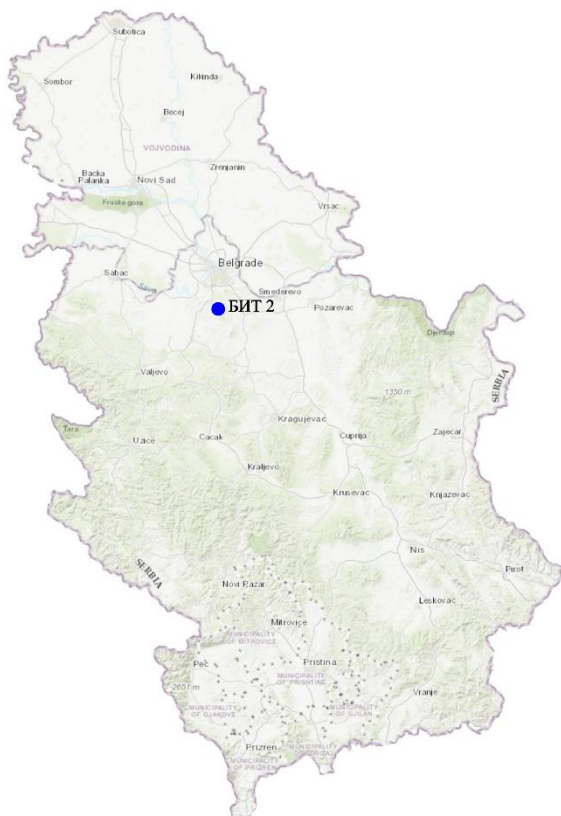 Subotica
Sombor
Kikinda
Becej
VOJVODINA
Zrenjanin
Backa
Palanka
Novi Sad
Fruska gora
Vrsac
Belgrade
Sabac
Sava
Smederevo
БИТ 2
Pozarevac
Djerdap
Valjevo
1350 m
SERBIA
Tara
Kragujevac
Uzice
Cacak
Cuprija
Zajecar
Kraljevo
Krusevac
Knjazevac
Nis
SERBIA
Pirot
Novi Pazar
Leskovac
Mitrovice
MUNICIPALITY
OF MITROVICE
Peć
Pristina
MUNICIPALITY
OF PRISHTINE
2651 m
Vranje
MUNICIPALITY
OF GJAKOVE
MUNICIPALITY
OF GJILAN
Prizren
MUNICIPALITY
MUNICIPALITY
OF PRIZREN